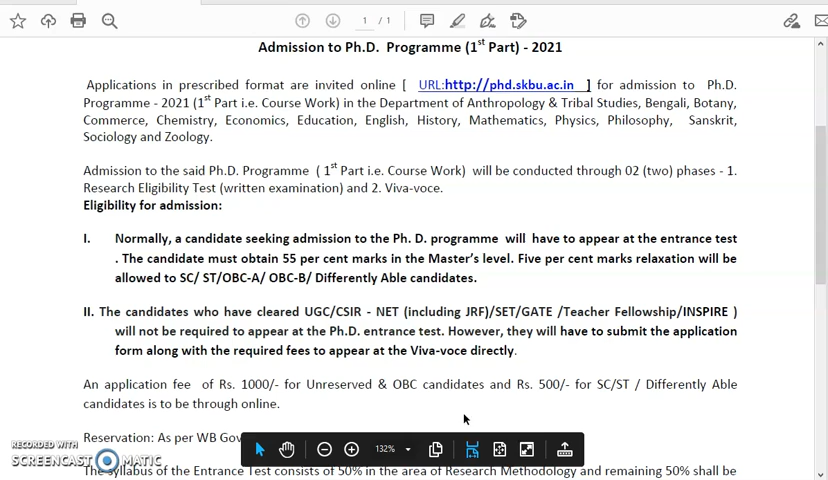 1 / 1
Admission to Ph.D. Programme (1st Part) - 2021
Applications in prescribed format are invited online [ URL:http://phd.skbu.ac.in ] for admission to Ph.D.
Programme - 2021 (1st Part i.e. Course Work) in the Department of Anthropology & Tribal Studies, Bengali, Botany,
Commerce, Chemistry, Economics, Education, English, History, Mathematics, Physics, Philosophy, Sanskrit,
Sociology and Zoology.
Admission to the said Ph.D. Programme ( 1st Part i.e. Course Work) will be conducted through 02 (two) phases - 1.
Research Eligibility Test (written examination) and 2. Viva-voce.
Eligibility for admission:
I. Normally, a candidate seeking admission to the Ph. D. programme will have to appear at the entrance test
. The candidate must obtain 55 per cent marks in the Master's level. Five per cent marks relaxation will be
allowed to SC/ ST/OBC-A/ OBC-B/ Differently Able candidates.
II. The candidates who have cleared UGC/CSIR - NET (including JRF)/SET/GATE /Teacher Fellowship/INSPIRE )
will not be required to appear at the Ph.D. entrance test. However, they will have to submit the application
form along with the required fees to appear at the Viva-voce directly.
An application fee of Rs. 1000/- for Unreserved & OBC candidates and Rs. 500/- for SC/ST / Differently Able
candidates is to be through online.
Reservation: As per WB Gov
132%
RECORDED WITH
SCREENCAST MATIC
The syllabus of the Entrance Test consists of 50% in the area of Research Methodology and remaining 50% shall be